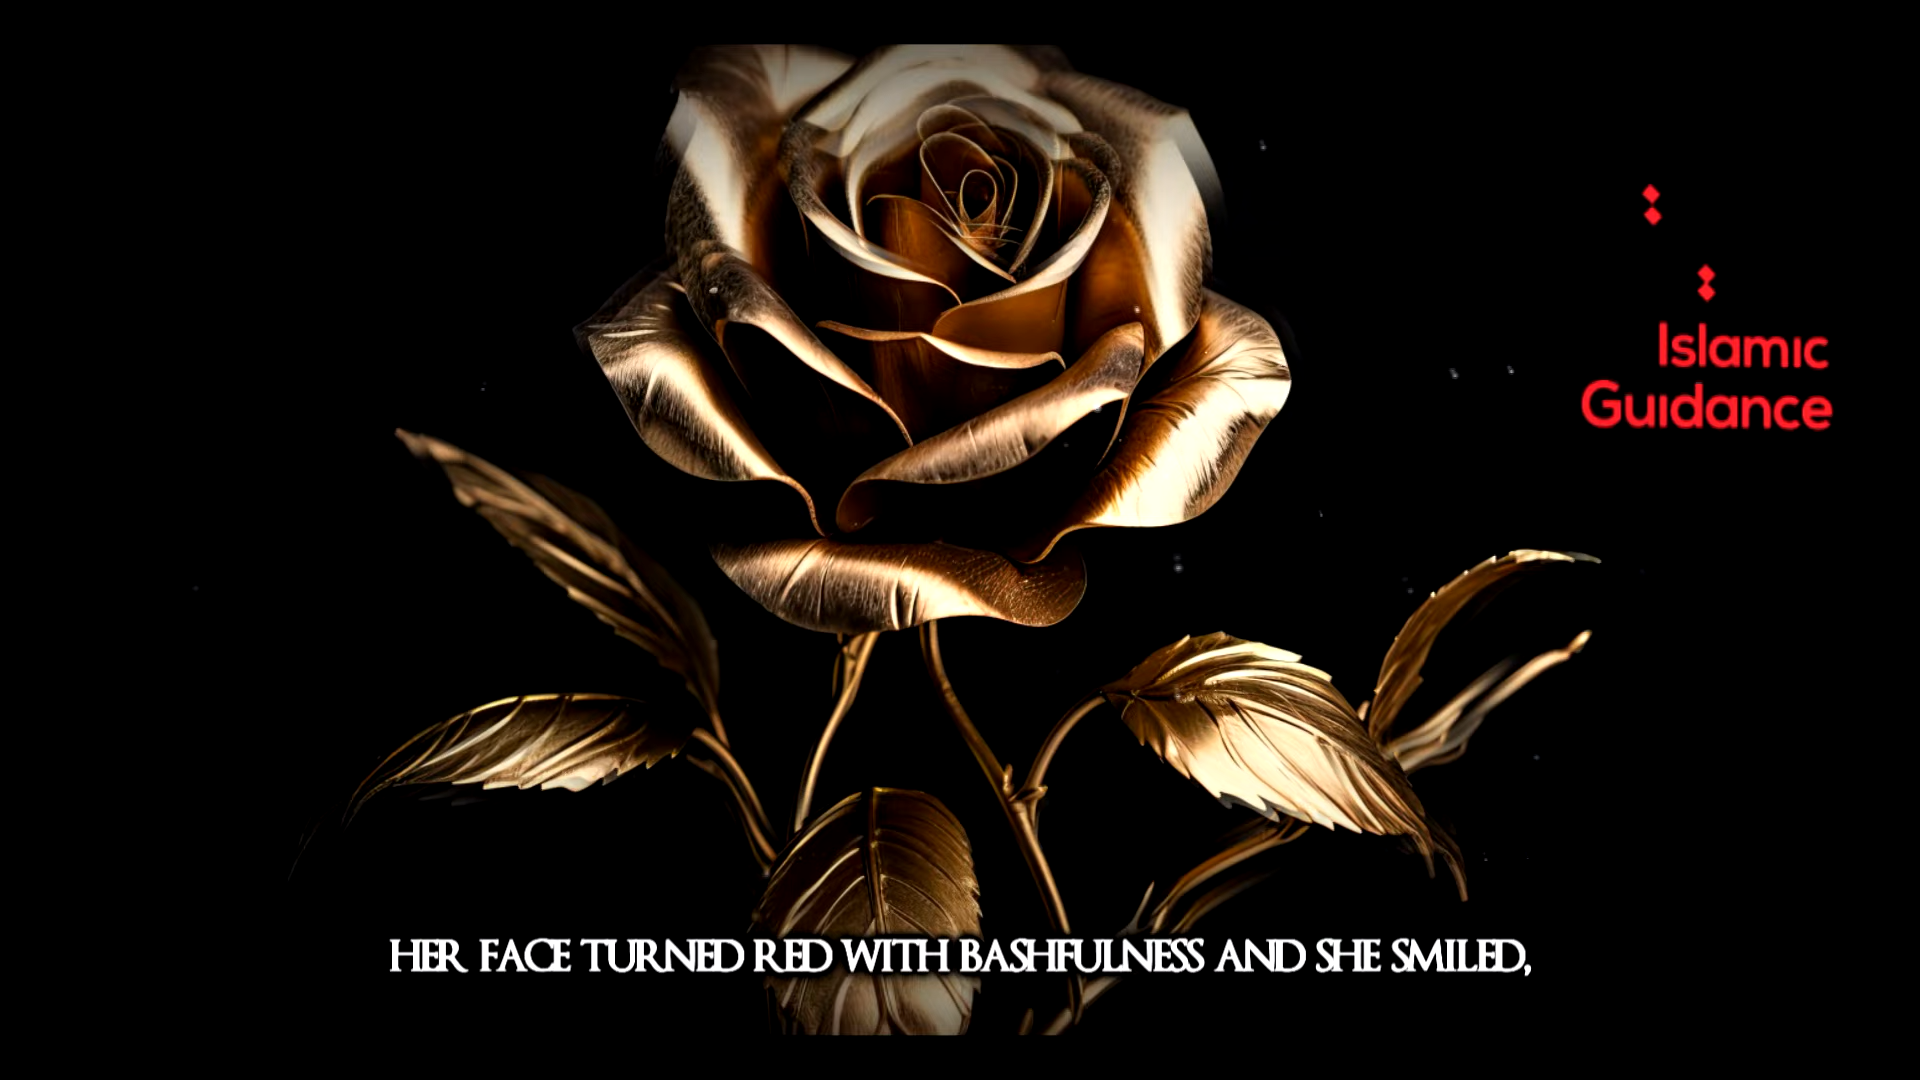 Islamic
Guidance
HER FACE TURNED RED WITH BASHFULNESS AND SHE SMILED,